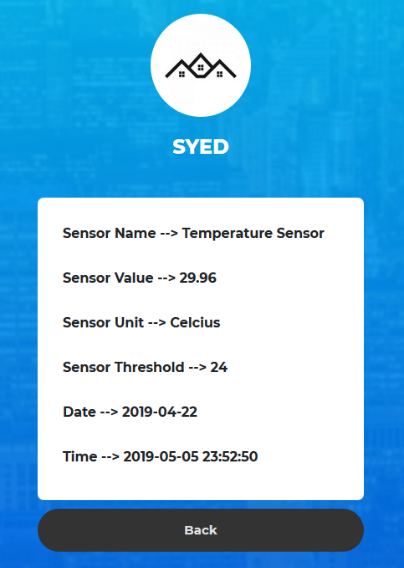 SYED
Sensor Name --> Temperature Sensor
Sensor Value --> 29.96
Sensor Unit --> Celcius
Sensor Threshold --> 24
Date --> 2019-04-22
Time --> 2019-05-05 23:52:50
Back